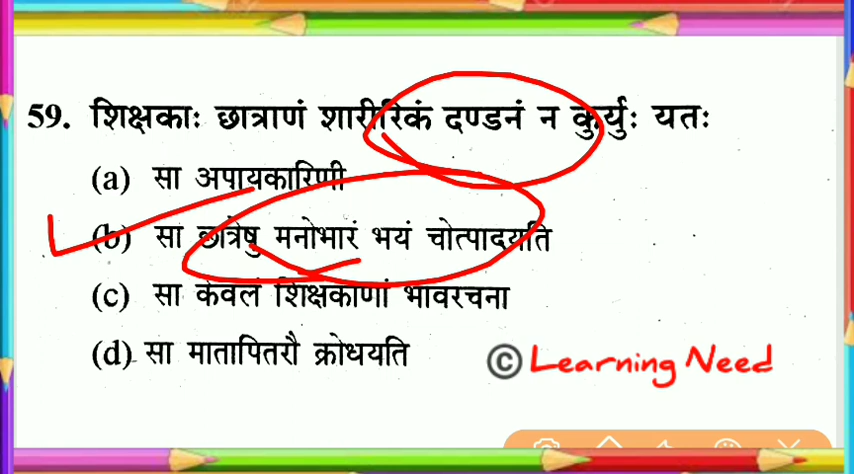 59. शिक्षकाः छात्राणं शारीरिकं दण्डनं न कुर्युः यतः
(a) सा अपायकारिणी
(b) सा छात्रेषु मनोभारं भयं चोत्पादयति
(c) सा केवलं शिक्षकाणां भावरचना
(d) सा मातापितरौ क्रोधयति
© Learning Need